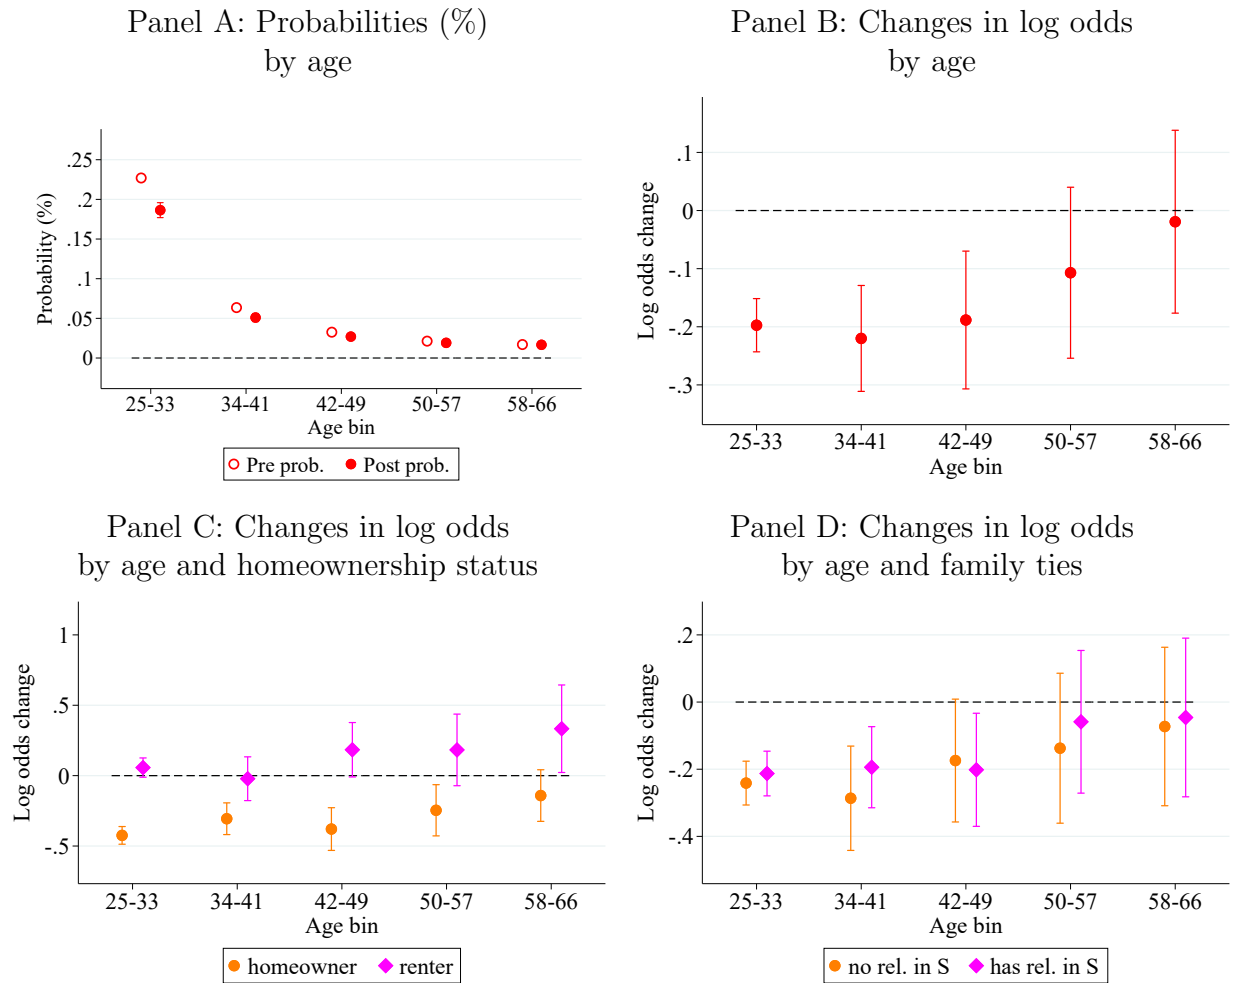 Panel A: Probabilities (%)
by age
Probability (%)
.25
.2
.15
.1
.05
0
25-33 34-41 42-49 50-57 58-66
Age bin
Pre prob. Post prob.
Panel B: Changes in log odds
by age
Log odds change
.1
0
-.1
-.2
-.3
25-33 34-41 42-49 50-57 58-66
Age bin
Panel C: Changes in log odds
by age and homeownership status
Log odds change
1
.5
0
-.5
25-33 34-41 42-49 50-57 58-66
Age bin
homeowner renter
Panel D: Changes in log odds
by age and family ties
Log odds change
.2
0
-.2
-.4
25-33 34-41 42-49 50-57 58-66
Age bin
no rel. in S has rel. in S